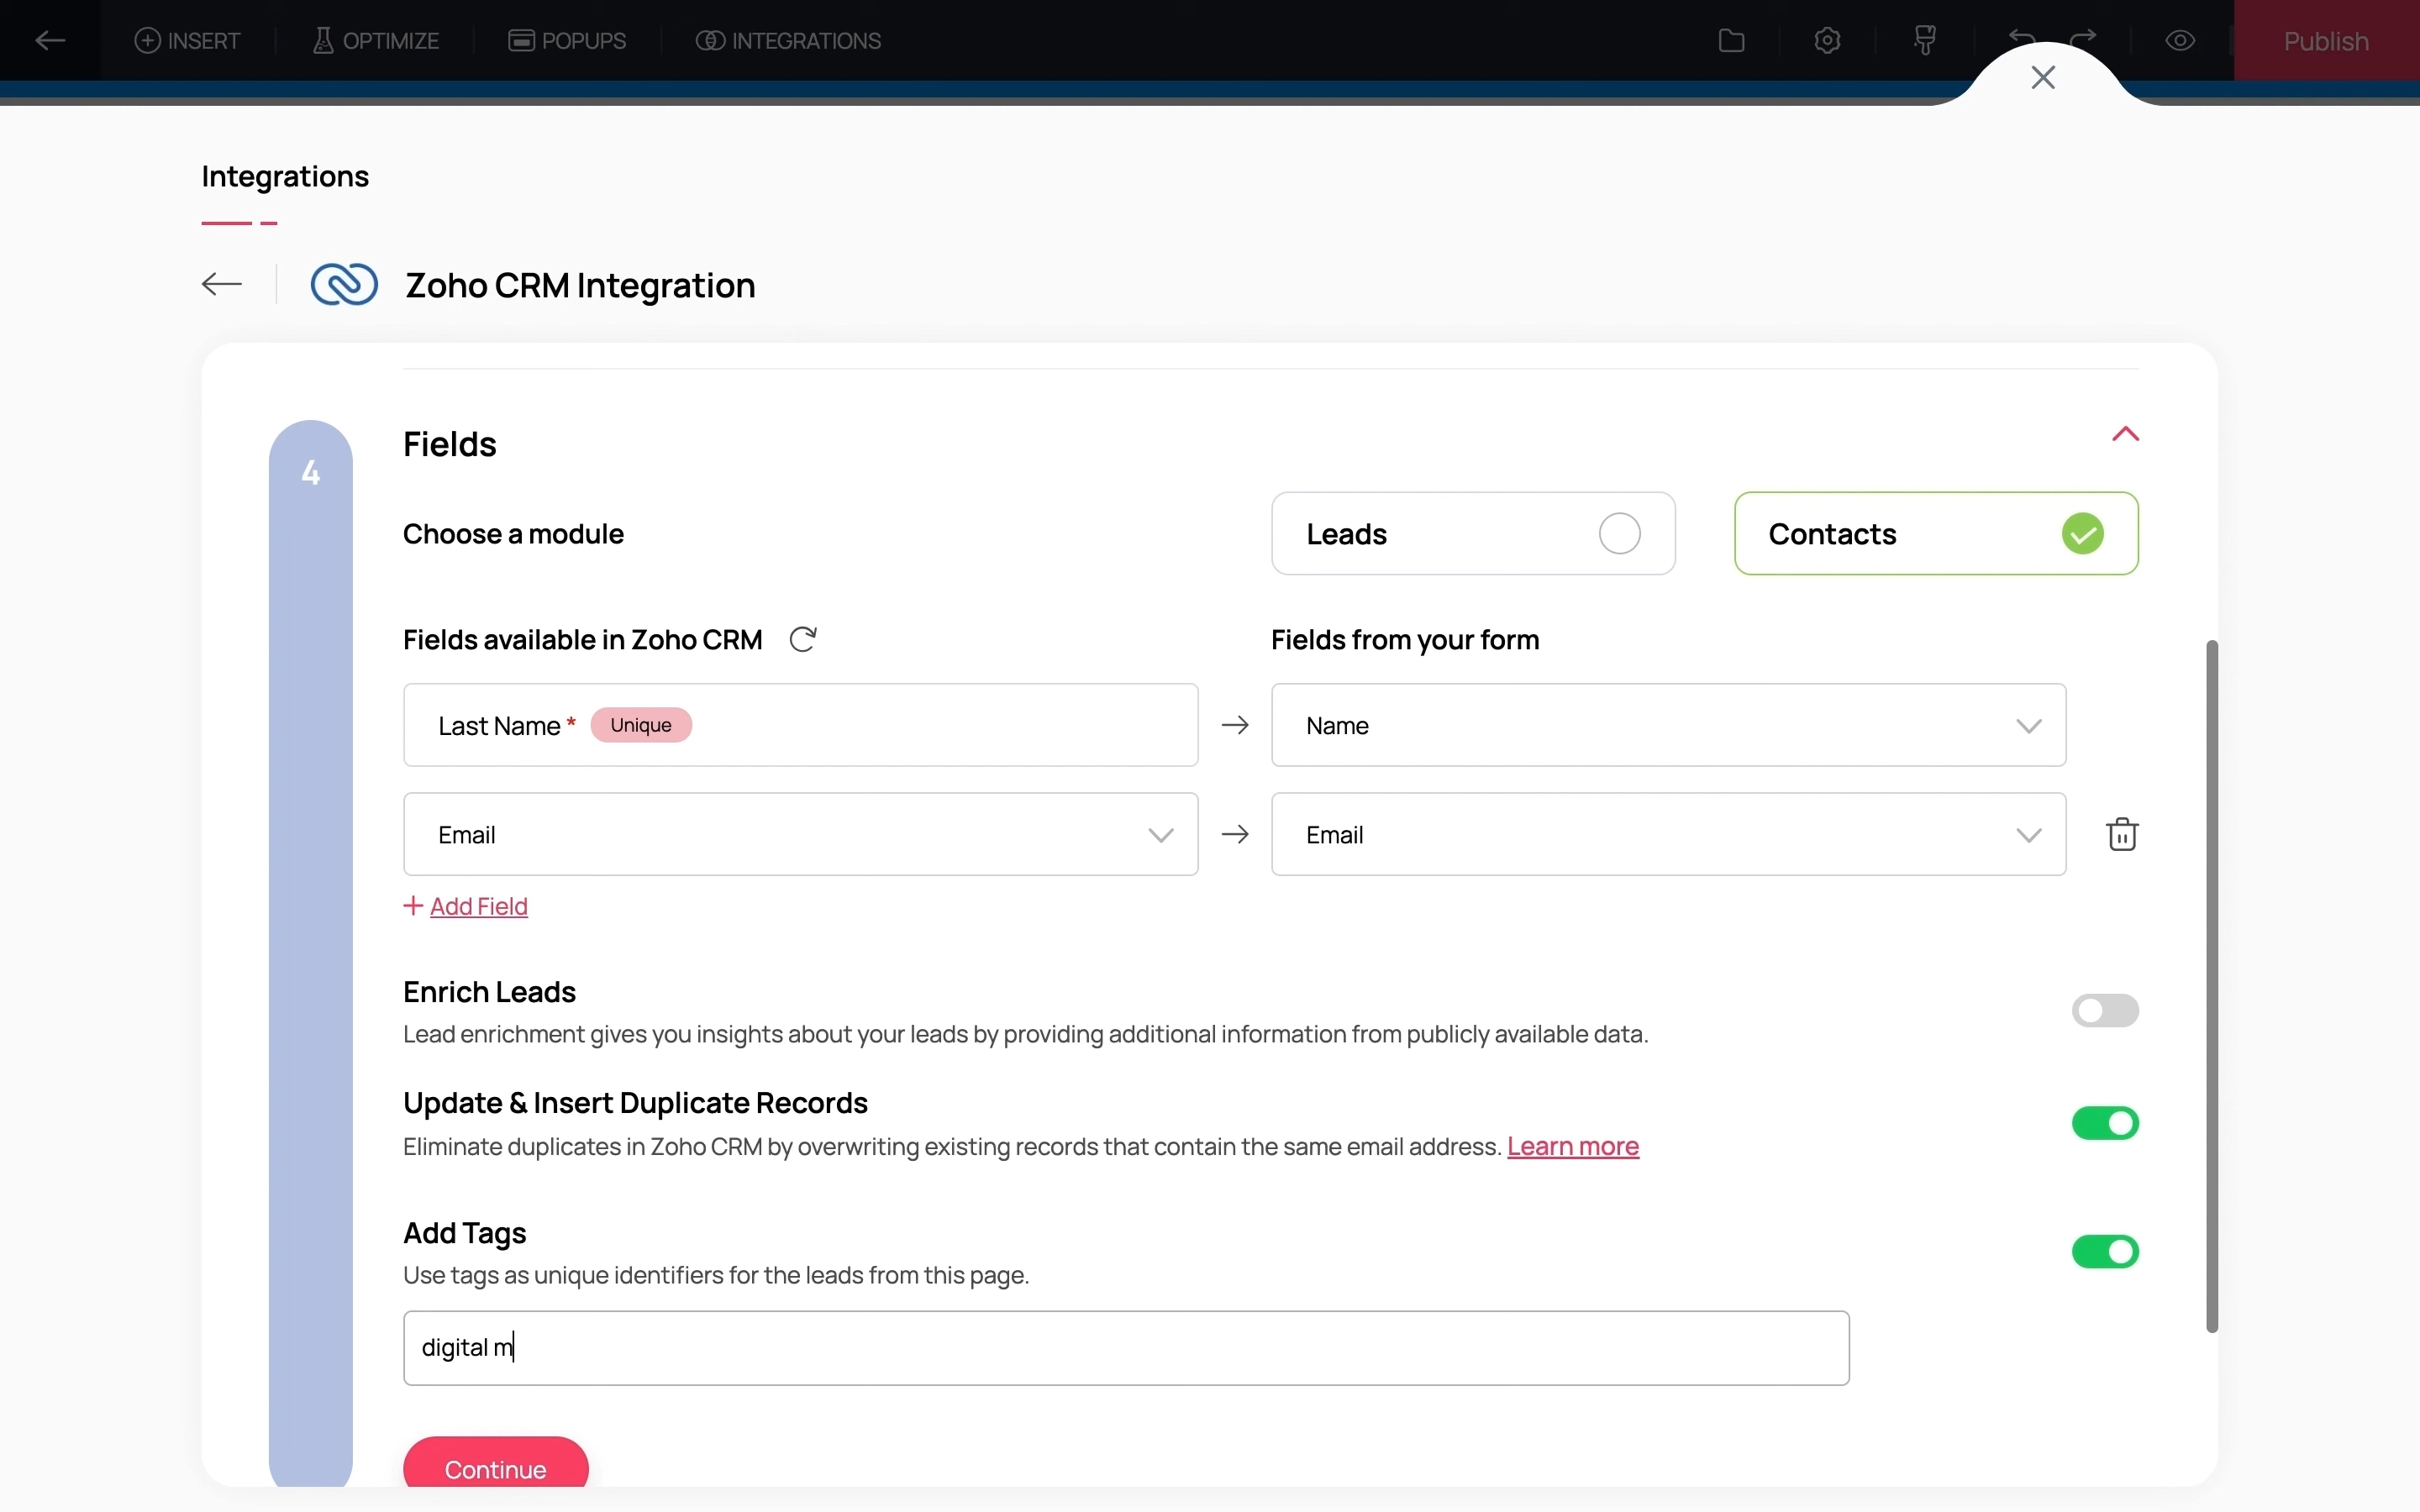 INSERT
OPTIMIZE
POPUPS
INTEGRATIONS
Publish
Integrations
Zoho CRM Integration
4
Fields
Choose a module
Leads
Contacts
Fields available in Zoho CRM
Fields from your form
Last Name *
Unique
Name
Email
Email
+ Add Field
Enrich Leads
Lead enrichment gives you insights about your leads by providing additional information from publicly available data.
Update & Insert Duplicate Records
Eliminate duplicates in Zoho CRM by overwriting existing records that contain the same email address. Learn more
Add Tags
Use tags as unique identifiers for the leads from this page.
digital m
Continue